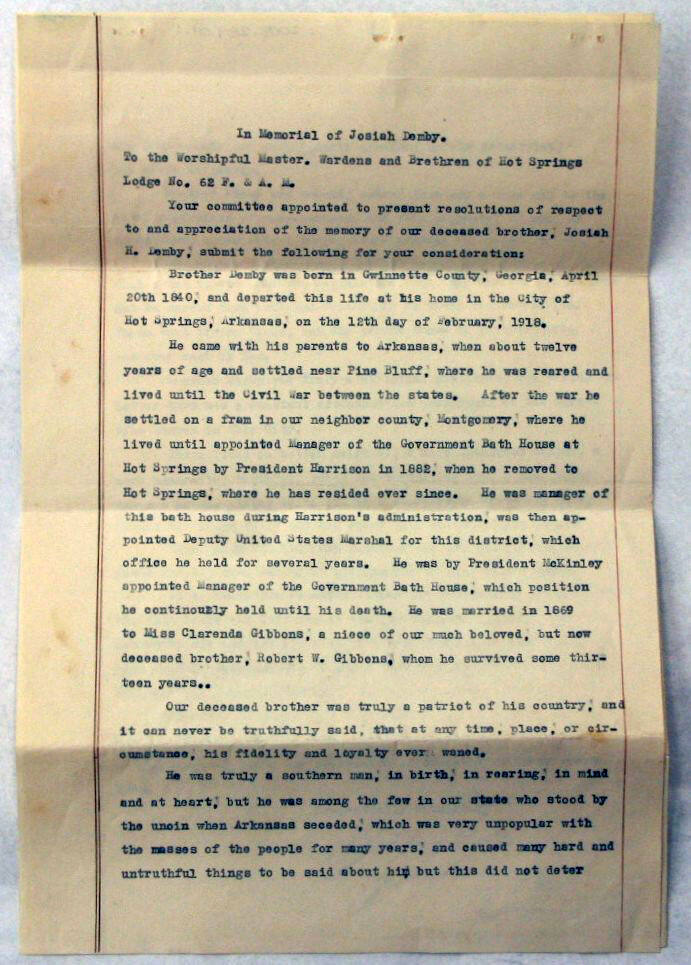 In Memorial of Josiah Demby.
To the Worshipful Master. Wardens and Brethren of Hot Springs
Lodge No. 62 F. & A. M.
Your committee appointed to present resolutions of respect
to and appreciation of the memory of our deceased brother, Josiah
H. Demby, submit the following for your consideration:
Brother Demby was born in Gwinnette County, Georgia, April
20th 1840, and departed this life at his home in the City of
Hot Springs, Arkansas, on the 12th day of February, 1918.
He came with his parents to Arkansas, when about twelve
years of age and settled near Pine Bluff, where he was reared and
lived until the Civil War between the states. After the war he
settled on a fram in our neighbor county, Montgomery, where he
lived until appointed Manager of the Government Bath House at
Hot Springs by President Harrison in 1882, when he removed to
Hot Springs, where he has resided ever since. He was manager of
this bath house during Harrison's administration, was then ap-
pointed Deputy United States Marshal for this district, which
office he held for several years. He was by President McKinley
appointed Manager of the Government Bath House, which position
he continously held until his death. He was married in 1869
to Miss Clarenda Gibbons, a niece of our much beloved, but now
deceased brother, Robert W. Gibbons, whom he survived some thir-
teen years..
Our deceased brother was truly a patriot of his country, and
it can never be truthfully said, that at any time, place, or cir-
cumstance, his fidelity and loyalty ever waned.
He was truly a southern man, in birth, in rearing, in mind
and at heart, but he was among the few in our state who stood by
the unoin when Arkansas seceded, which was very unpopular with
the masses of the people for many years, and caused many hard and
untruthful things to be said about him but this did not deter